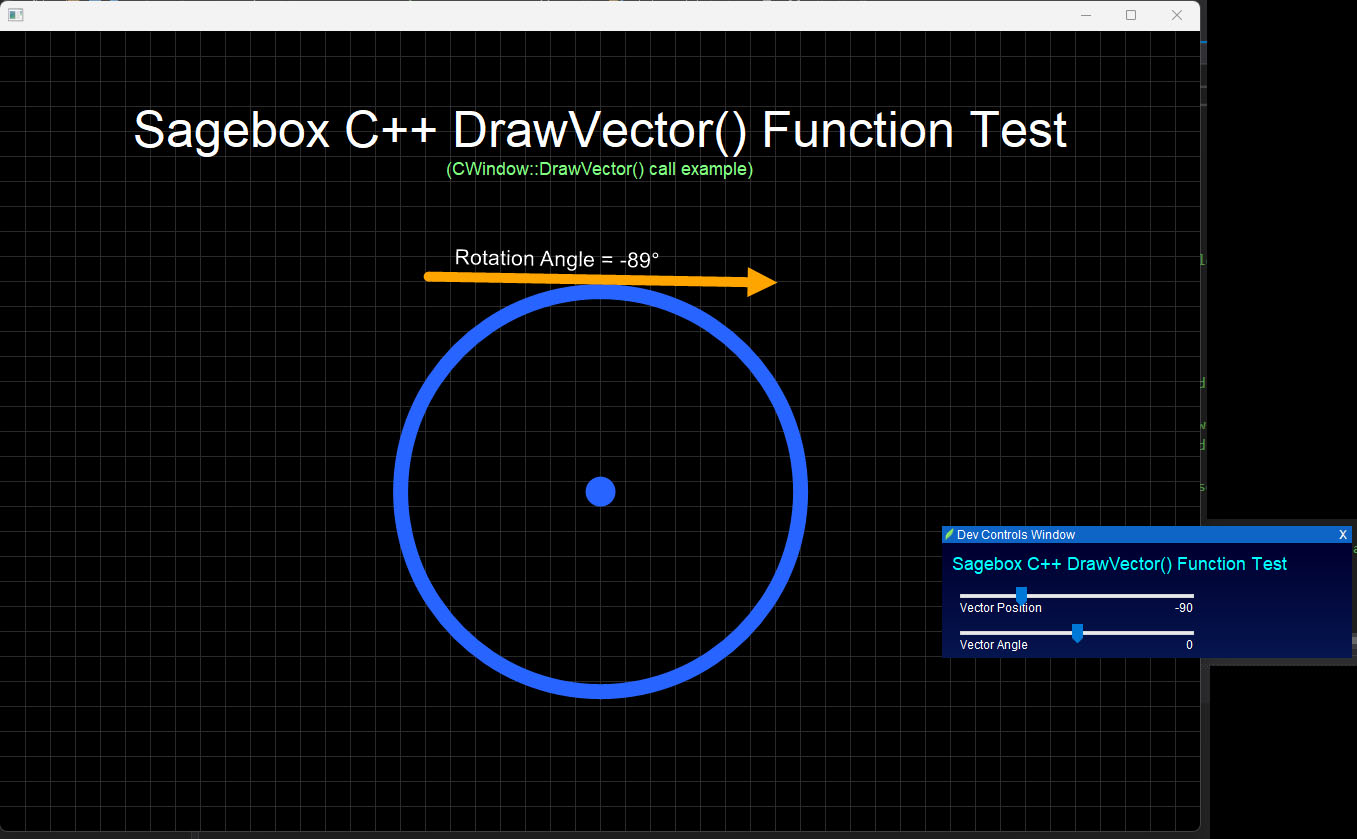 Sagebox C++ DrawVector() Function Test
(CWindow::DrawVector() call example)
Rotation Angle = -89°
Dev Controls Window X
Sagebox C++ DrawVector() Function Test
Vector Position -90
Vector Angle 0